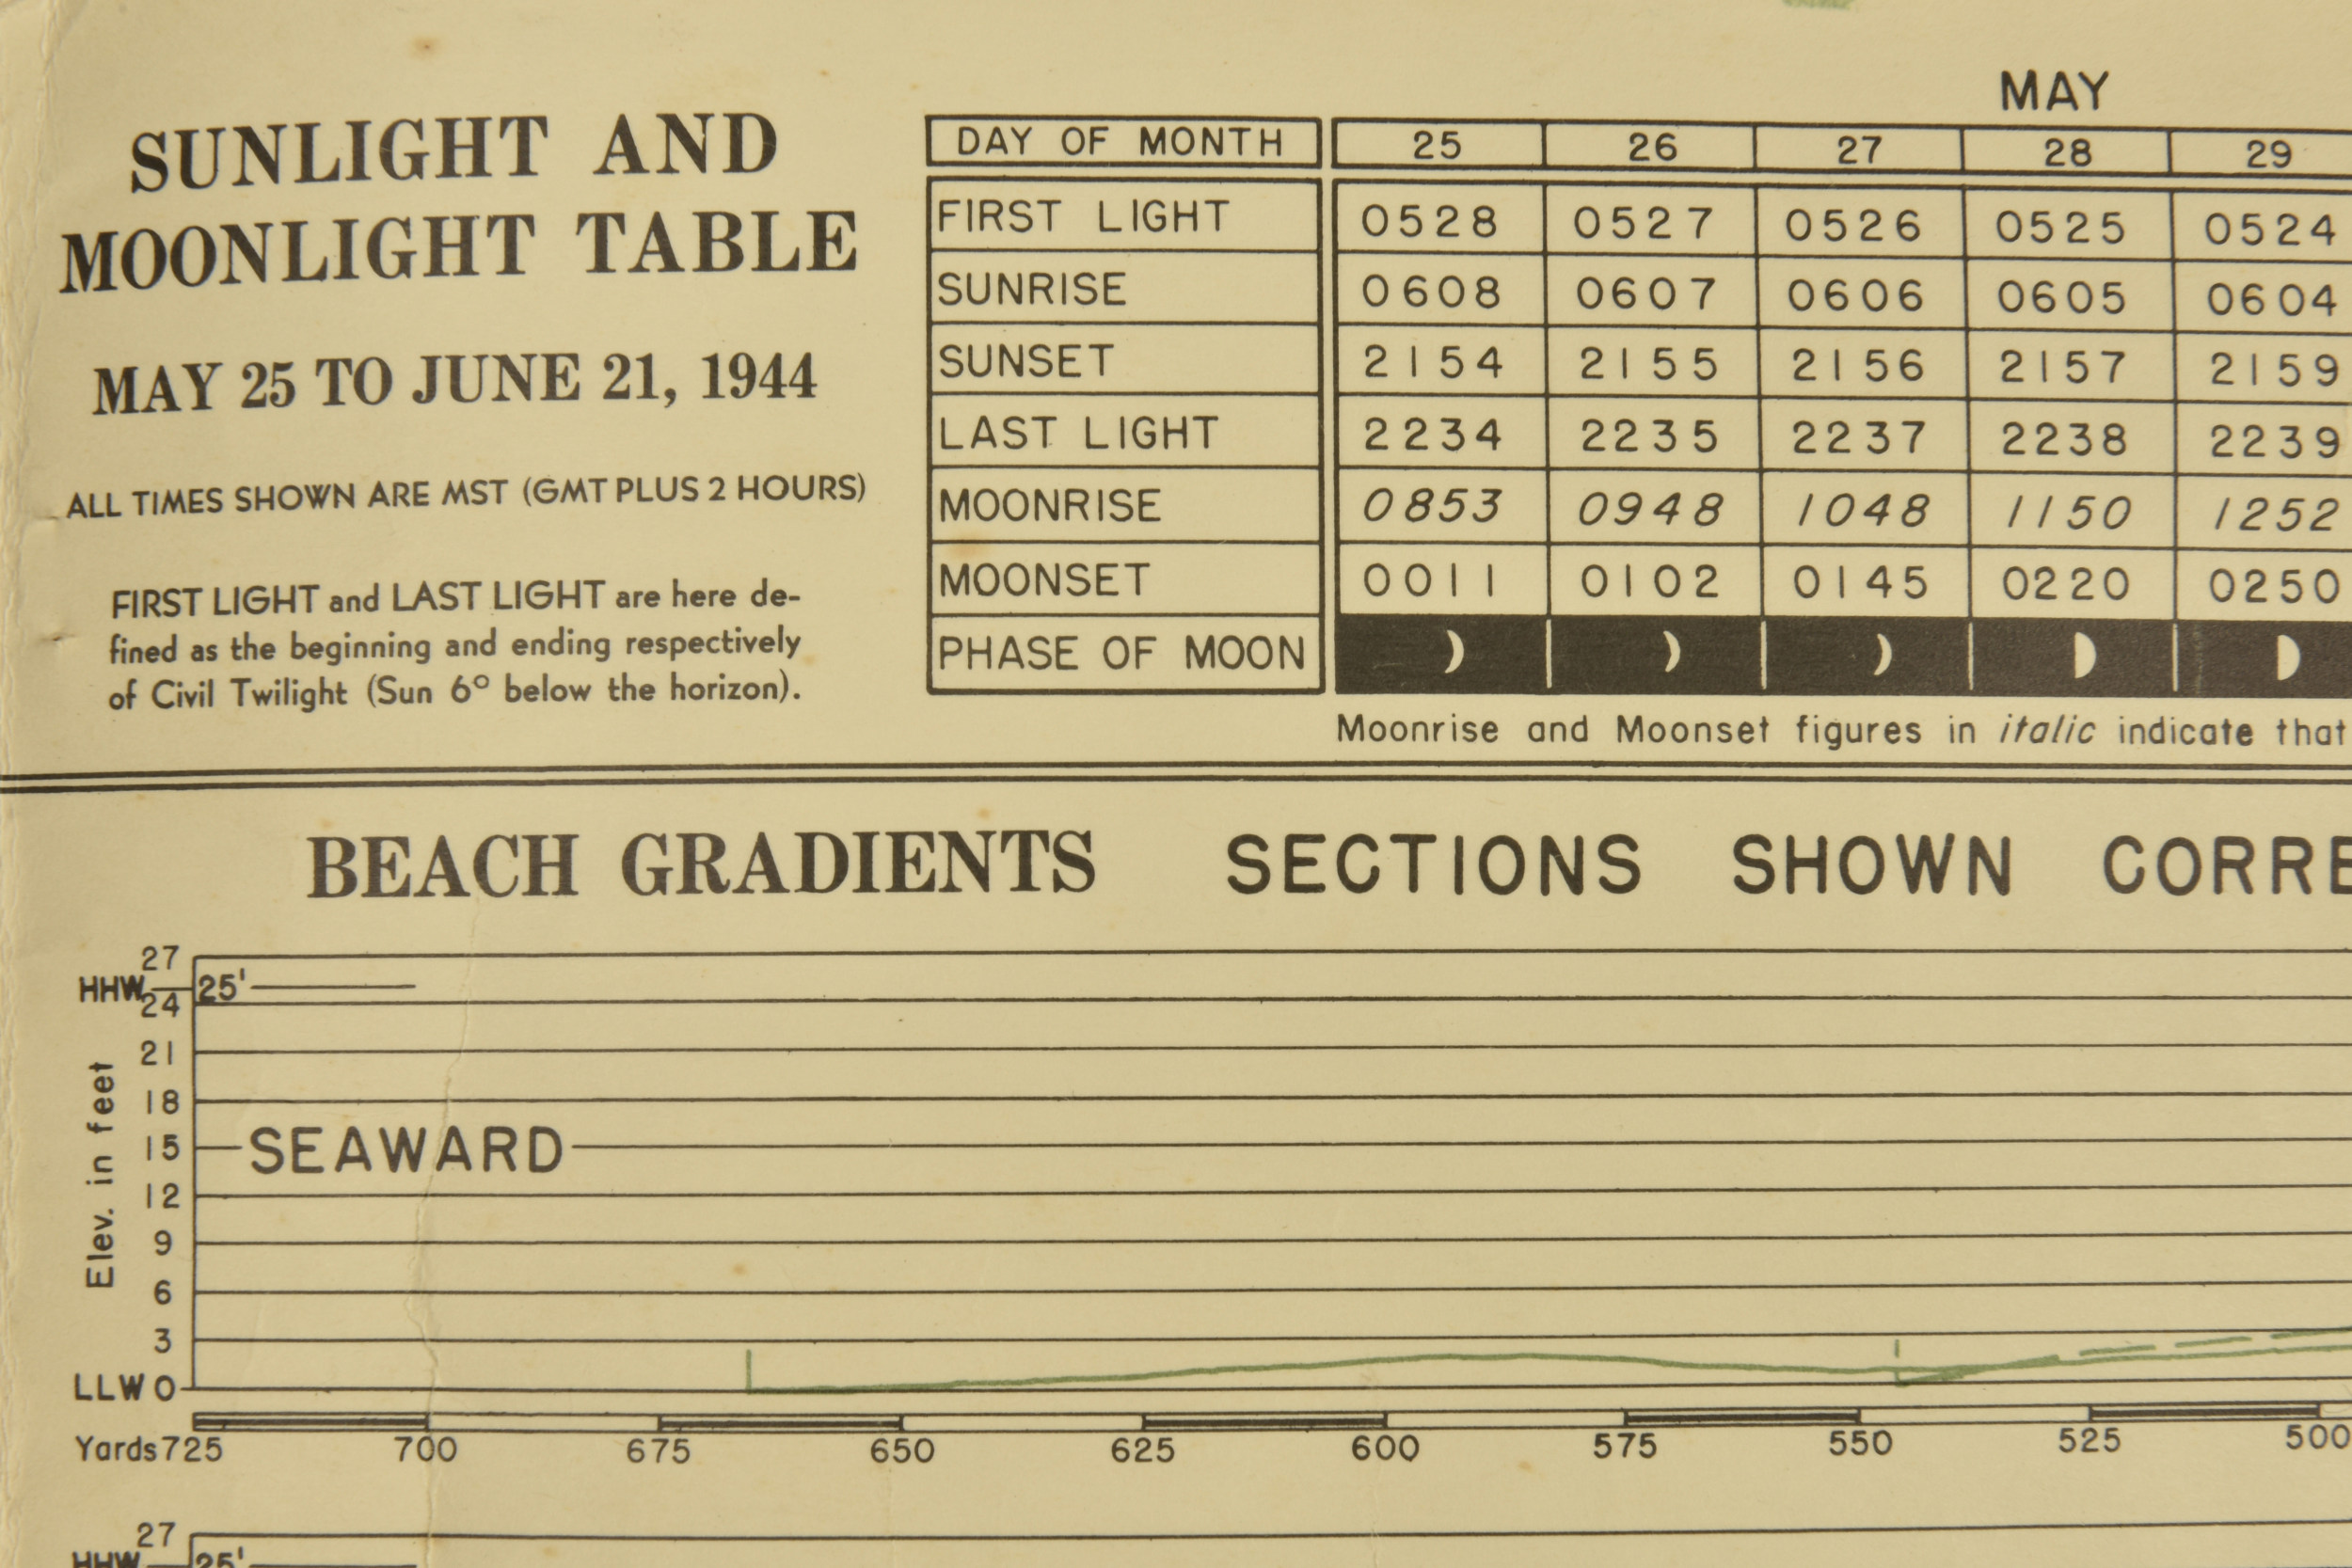 SUNLIGHT AND
MOONLIGHT TABLE
MAY 25 TO JUNE 21, 1944
ALL TIMES SHOWN ARE MST (GMT PLUS 2 HOURS)
FIRST LIGHT and LAST LIGHT are here de-
fined as the beginning and ending respectively
of Civil Twilight (Sun 6° below the horizon).
MAY
DAY OF MONTH 25 26 27 28 29
FIRST LIGHT 0528 0527 0526 0525 0524
SUNRISE 0608 0607 0606 0605 0604
SUNSET 2154 2155 2156 2157 2159
LAST LIGHT 2234 2235 2237 2238 2239
MOONRISE 0853 0948 1048 1150 1252
MOONSET 0011 0102 0145 0220 0250
PHASE OF MOON
Moonrise and Moonset figures in italic indicate that
BEACH GRADIENTS SECTIONS SHOWN CORRE
27
HHW 25'
24
21
18
15 SEAWARD
12
9
6
3
LLW 0
Elev. in feet
Yards 725 700 675 650 625 600 575 550 525 500
27
HHW 25'